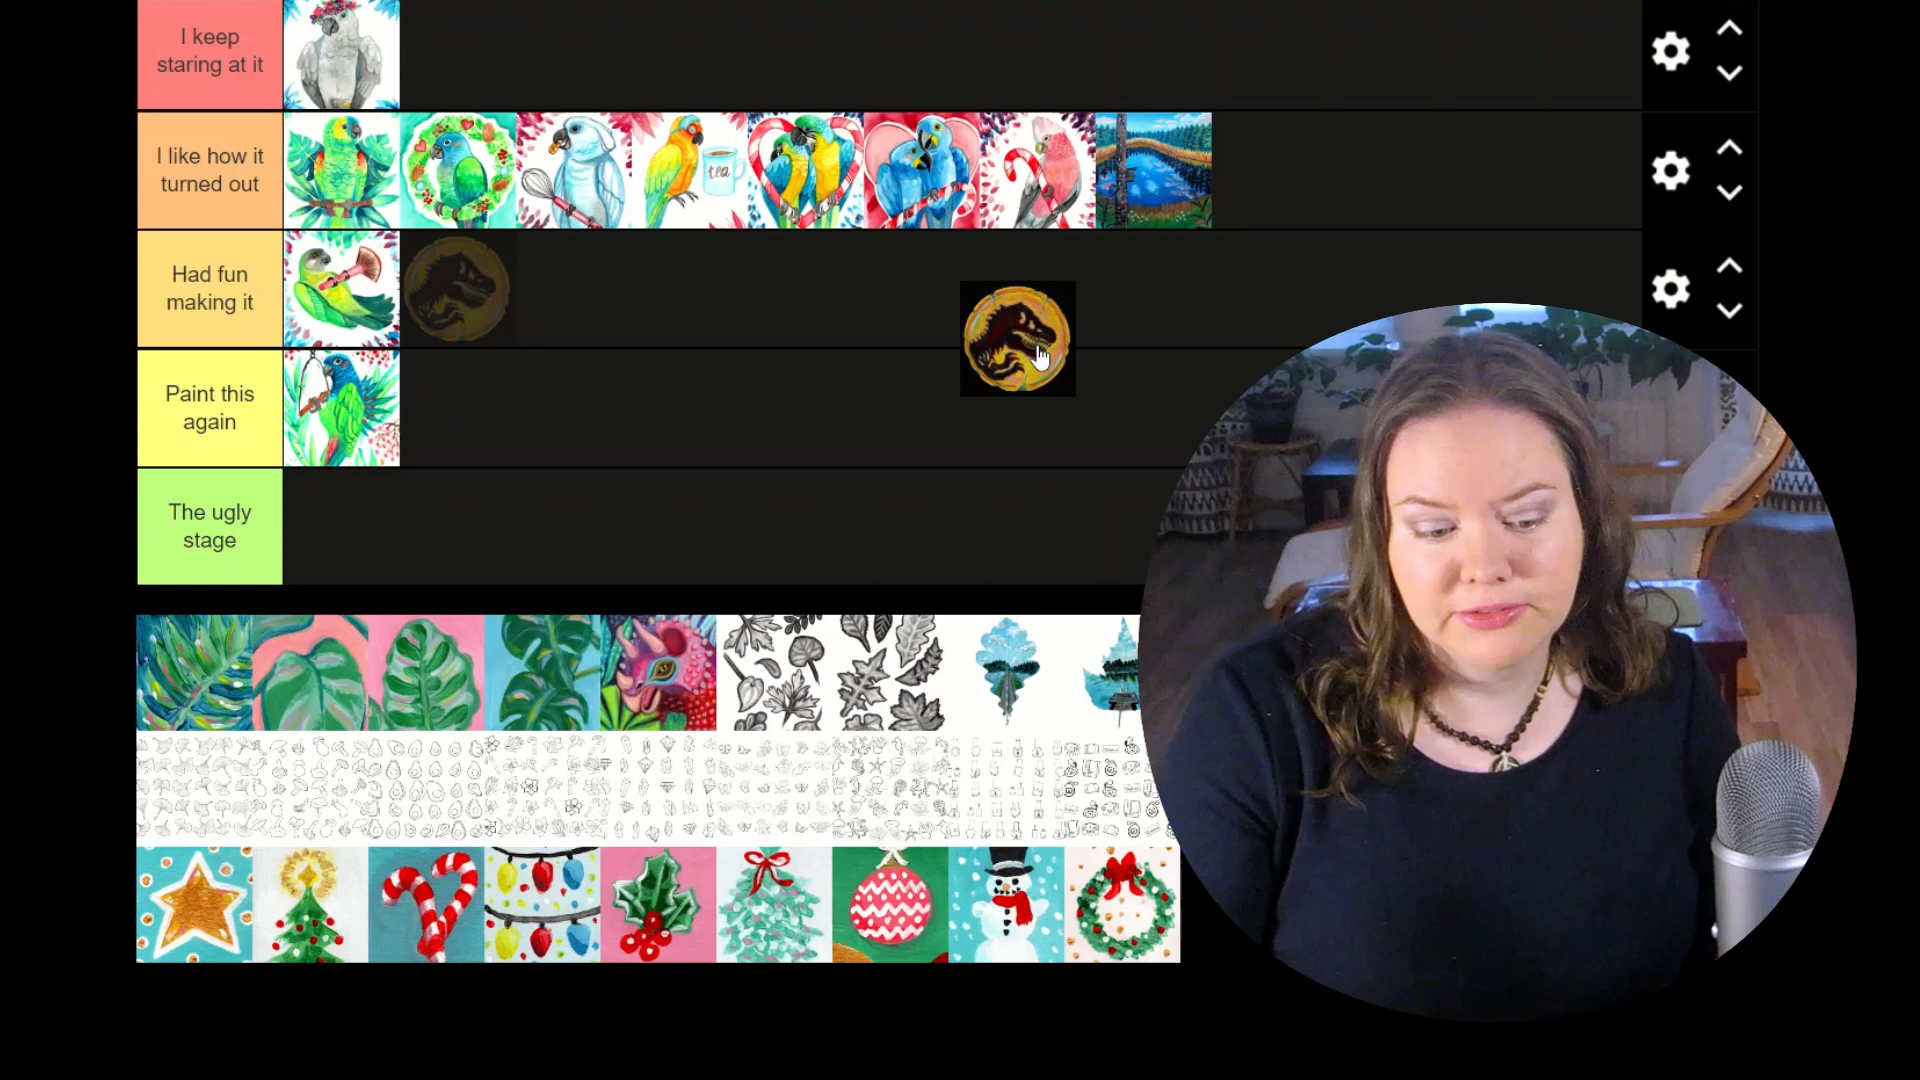 I keep
staring at it
I like how it
turned out
tea
Had fun
making it
Paint this
again
The ugly
stage